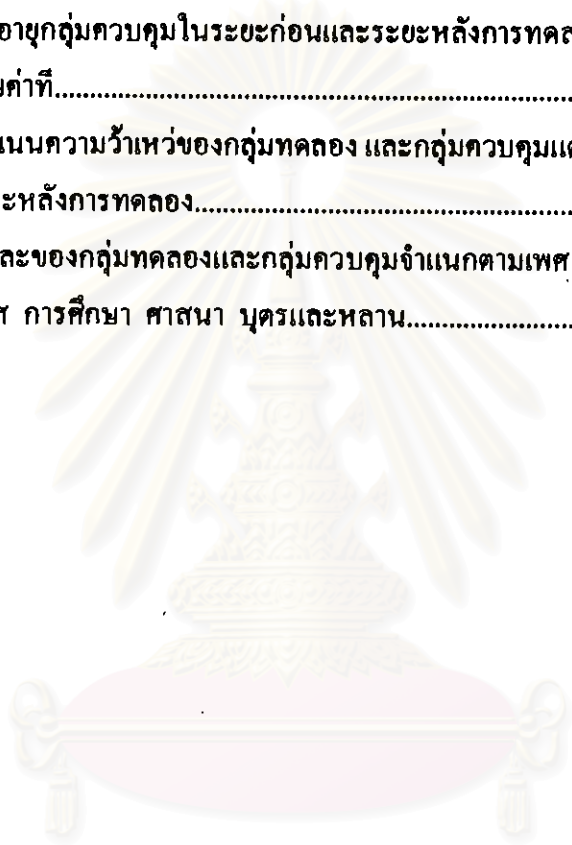 อายุกลุ่มควบคุมในระยะก่อนและระยะหลังการทดล
ค่าที...
แนนความว้าเหว่ของกลุ่มทดลอง และกลุ่มควบคุมแต
ะหลังการทดลอง...
ละของกลุ่มทดลองและกลุ่มควบคุมจำแนกตามเพศ
การศึกษา ศาสนา บุตรและหลาน...